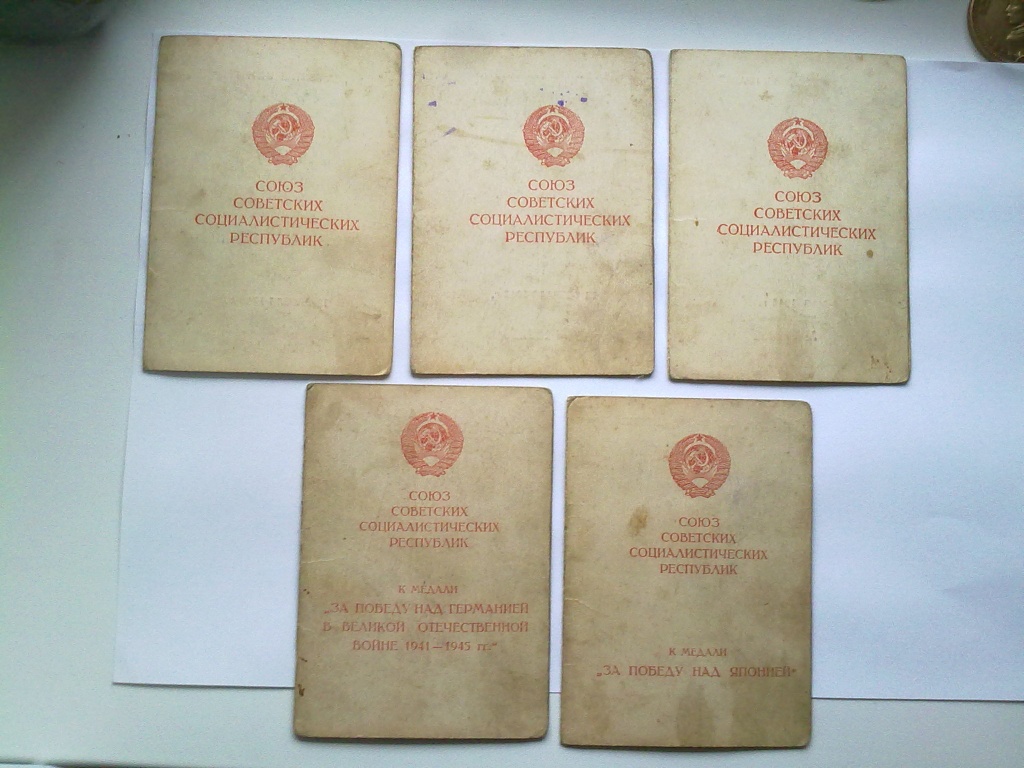 СОЮЗ
СОВЕТСКИХ
СОЦИАЛИСТИЧЕСКИХ
РЕСПУБЛИК
СОЮЗ
СОВЕТСКИХ
СОЦИАЛИСТИЧЕСКИХ
РЕСПУБЛИК
СОЮЗ
СОВЕТСКИХ
СОЦИАЛИСТИЧЕСКИХ
РЕСПУБЛИК
СОЮЗ
СОВЕТСКИХ
СОЦИАЛИСТИЧЕСКИХ
РЕСПУБЛИК
К МЕДАЛИ
„ЗА ПОБЕДУ НАД ГЕРМАНИЕЙ
В ВЕЛИКОЙ ОТЕЧЕСТВЕННОЙ
ВОЙНЕ 1941—1945 гг.“
СОЮЗ
СОВЕТСКИХ
СОЦИАЛИСТИЧЕСКИХ
РЕСПУБЛИК
К МЕДАЛИ
„ЗА ПОБЕДУ НАД ЯПОНИЕЙ“